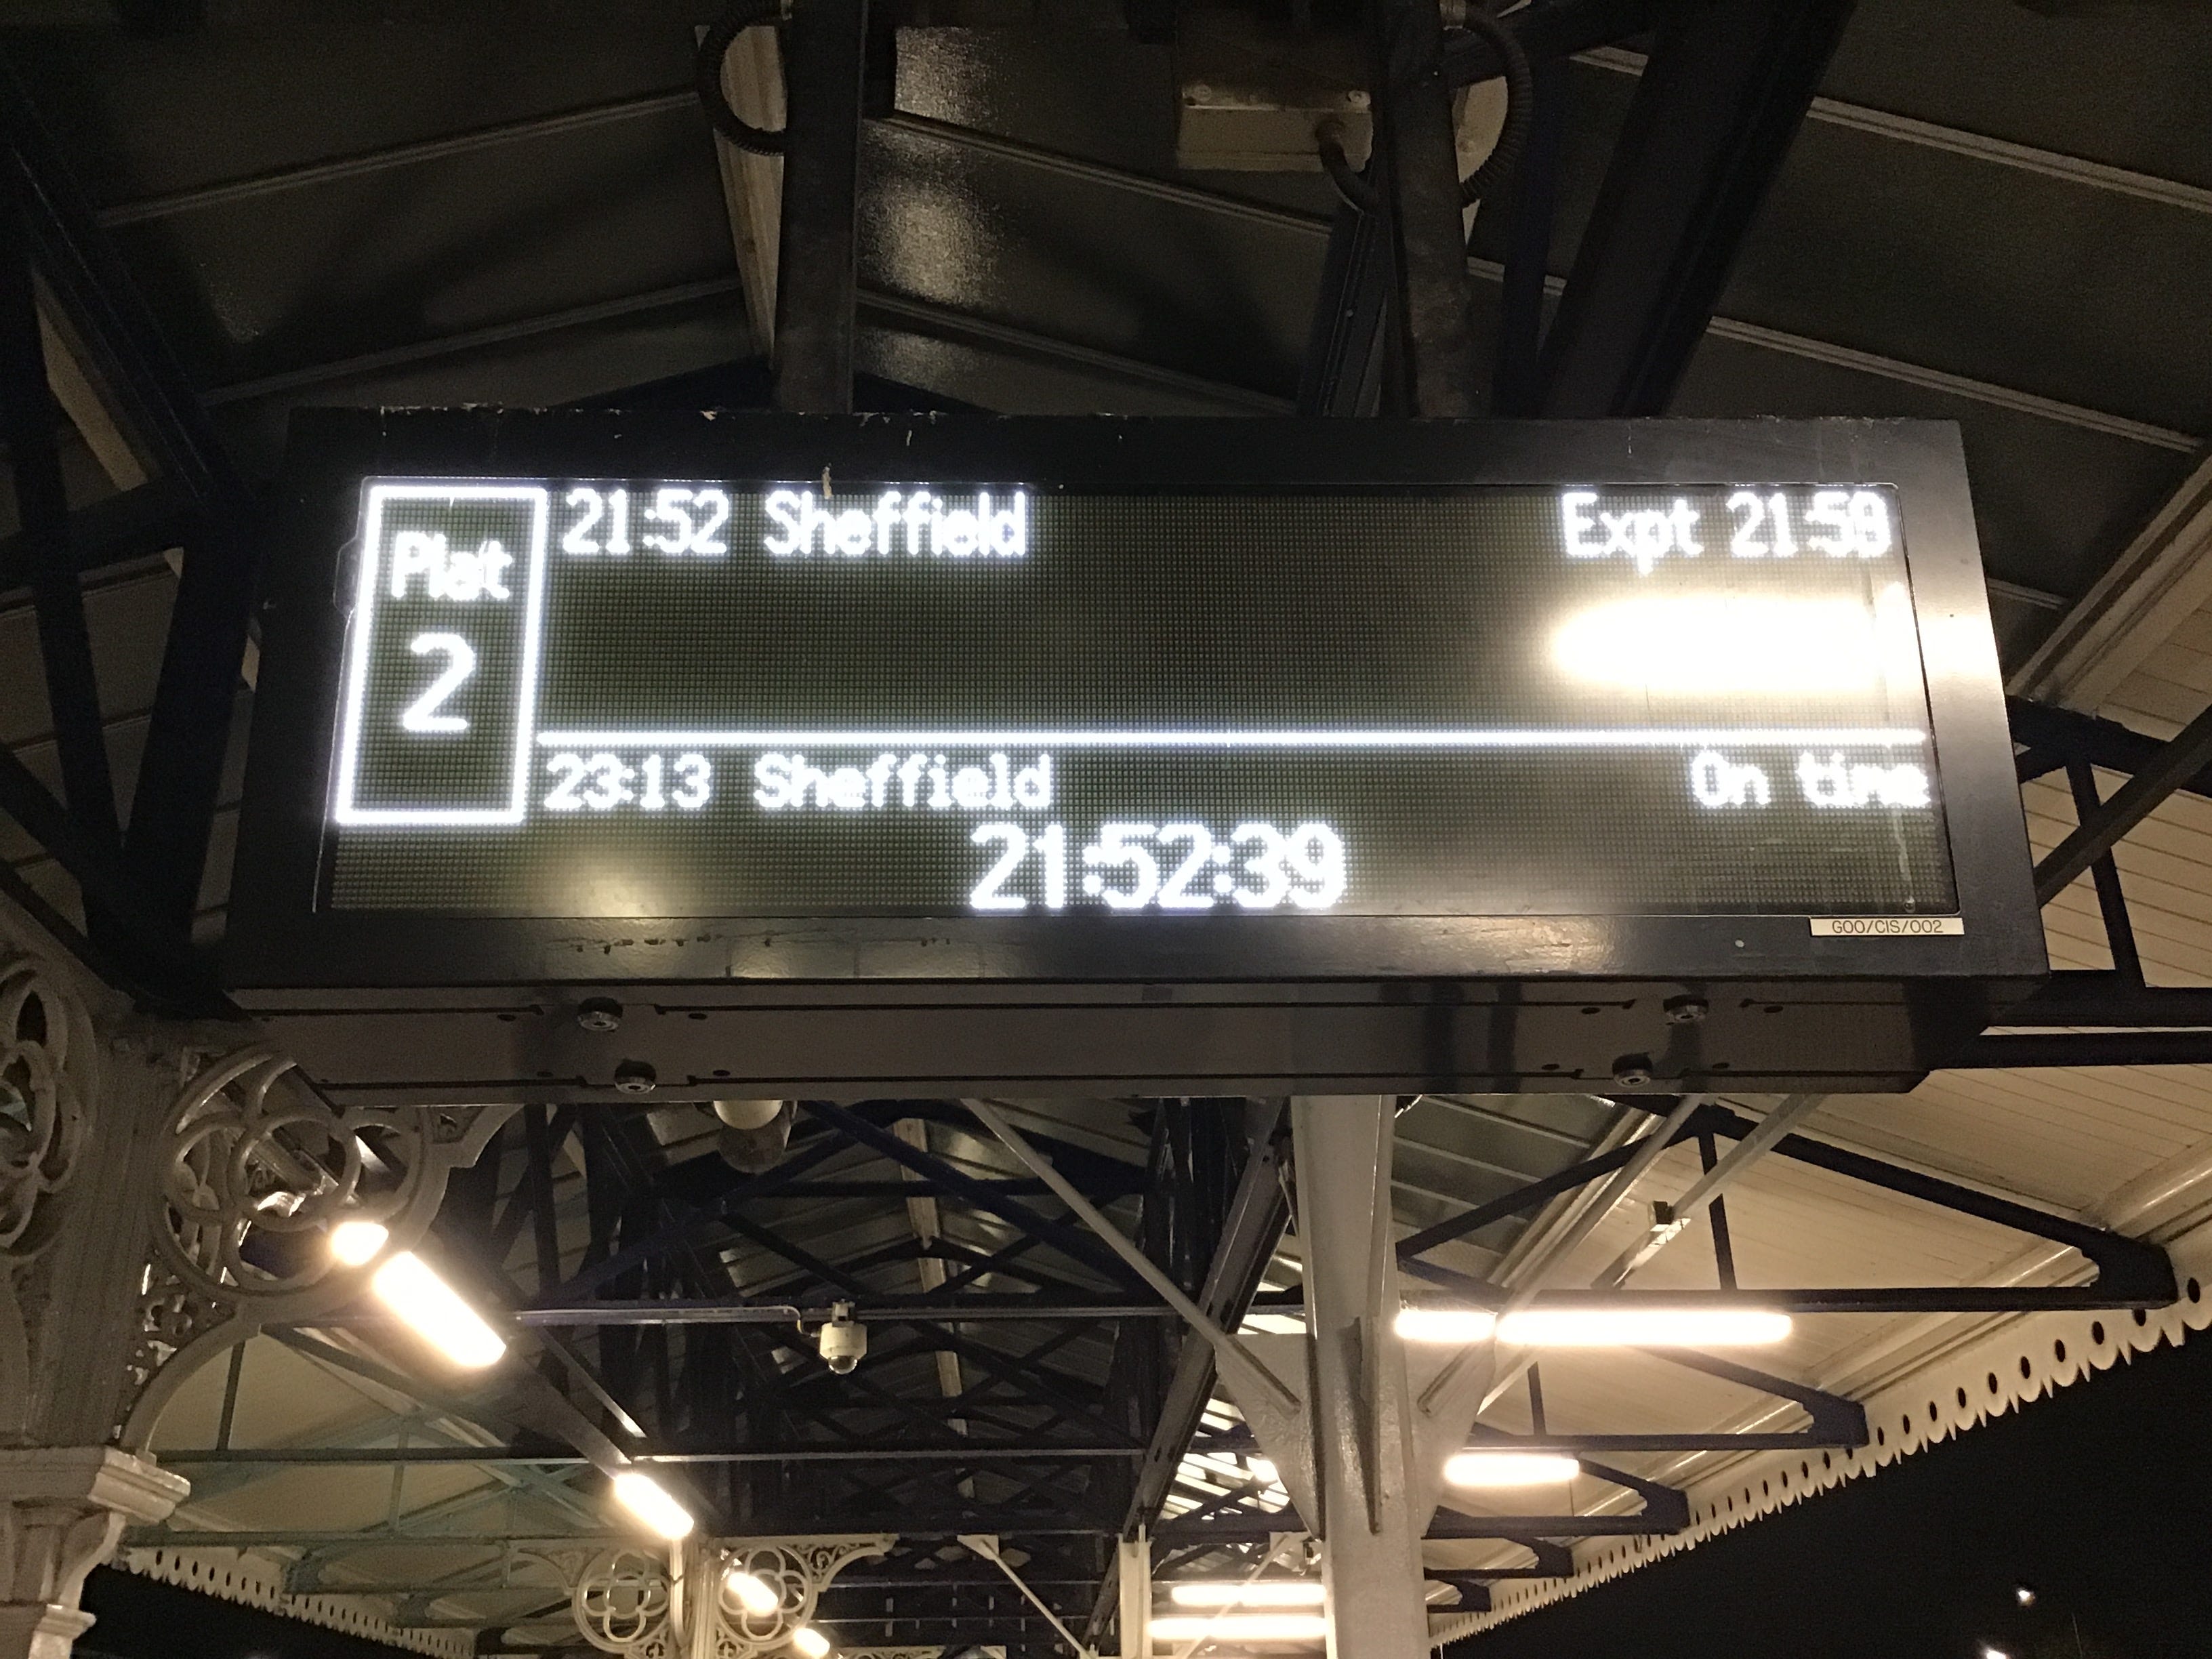 Plat
2
21:52 Sheffield Expt 21:59
23:13 Sheffield On time
21:52:39
GOO/CIS/002